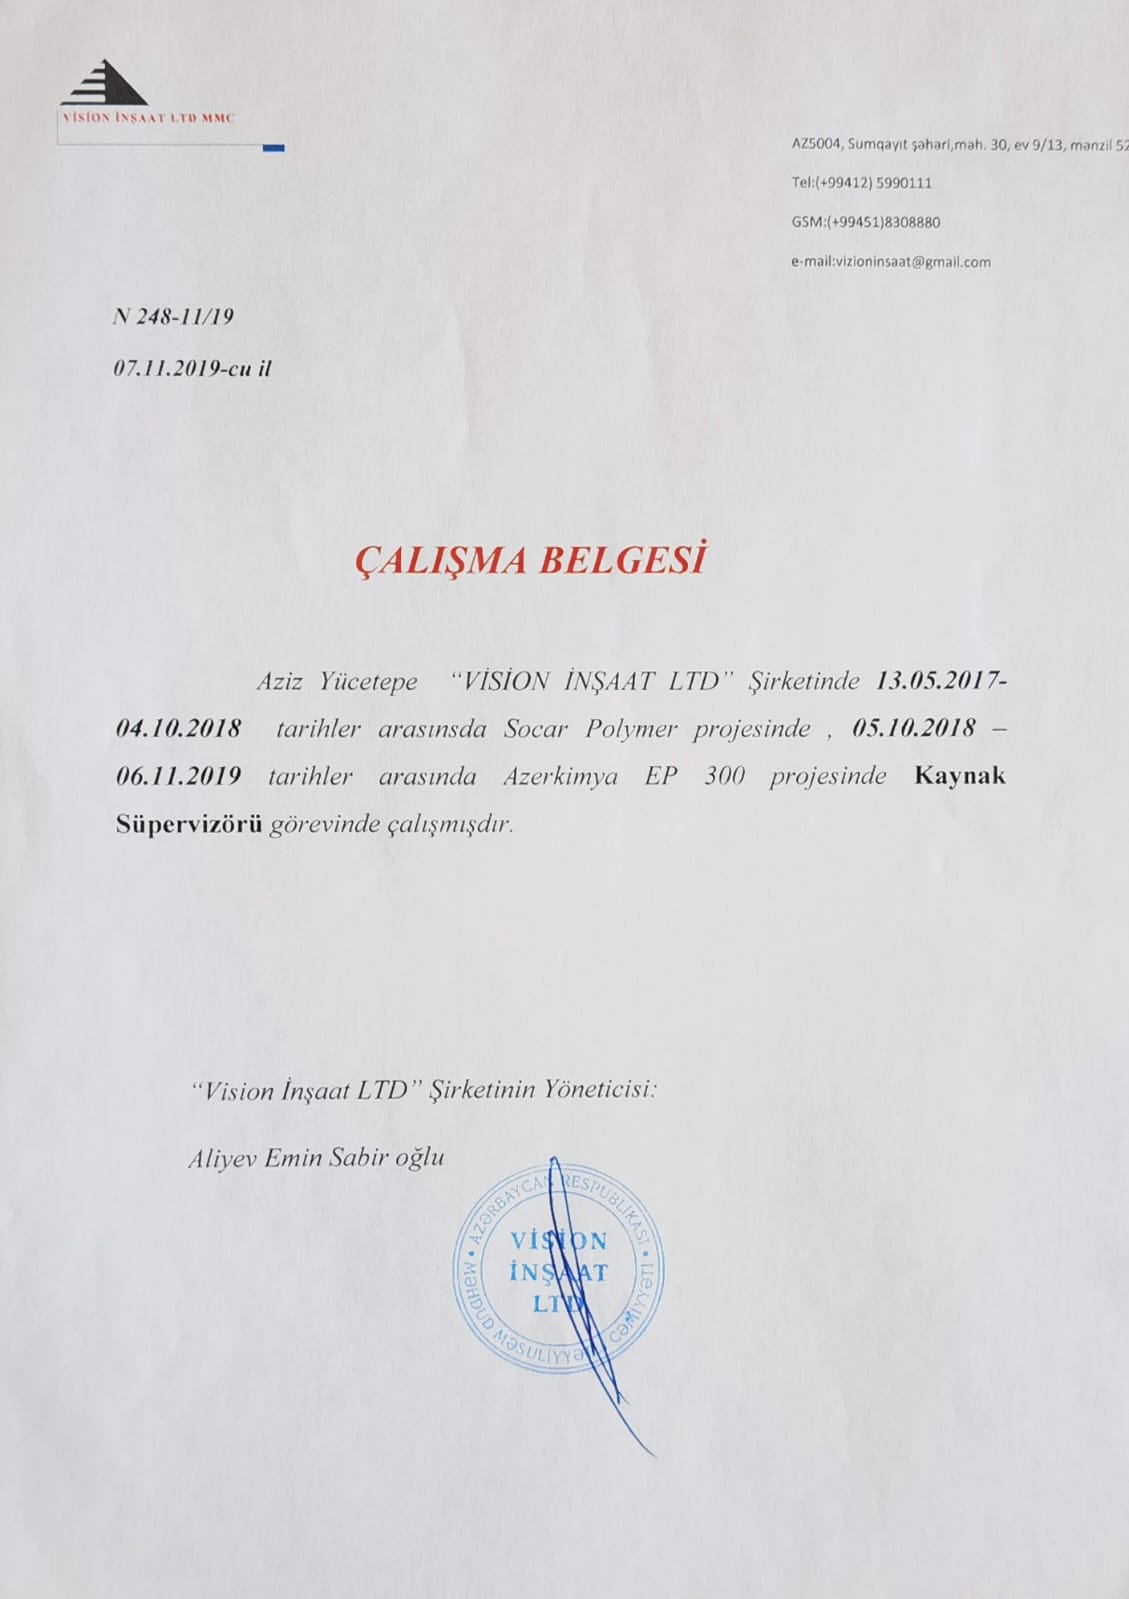 VİSİON İNŞAAT LTD MMC
AZ5004, Sumqayıt şəhəri,məh. 30, ev 9/13, mənzil 52
Tel:(+99412) 5990111
GSM:(+99451)8308880
e-mail:vizioninsaat@gmail.com
N 248-11/19
07.11.2019-cu il
ÇALIŞMA BELGESİ
Aziz Yücetepe “VİSİON İNŞAAT LTD” Şirketinde 13.05.2017-
04.10.2018 tarihler arasınsda Socar Polymer projesinde , 05.10.2018 –
06.11.2019 tarihler arasında Azerkimya EP 300 projesinde Kaynak
Süpervizörü görevinde çalışmışdır.
“Vision İnşaat LTD” Şirketinin Yöneticisi:
Aliyev Emin Sabir oğlu
AZƏRBAYCAN RESPUBLİKASI
VİSİON
İNŞAAT
LTD
MƏHDUD MƏSULİYYƏTLİ CƏMİYYƏTİ